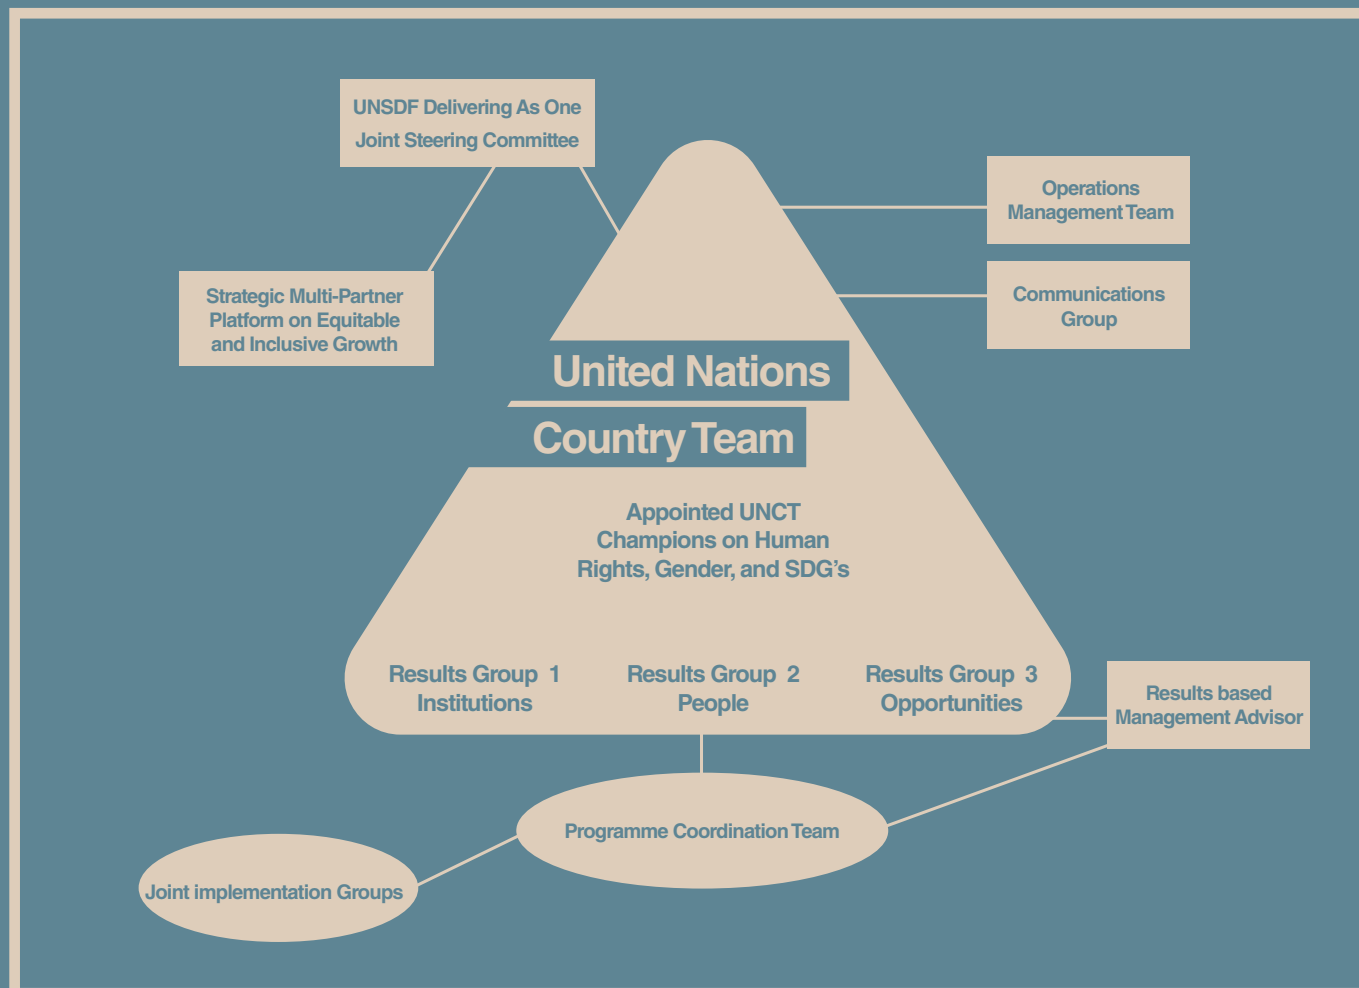 UNSDF Delivering As One
Joint Steering Committee
Operations
Management Team
Communications
Group
Strategic Multi-Partner
Platform on Equitable
and Inclusive Growth
United Nations
Country Team
Appointed UNCT
Champions on Human
Rights, Gender, and SDG's
Results Group 1
Institutions
Results Group 2
People
Results Group 3
Opportunities
Results based
Management Advisor
Programme Coordination Team
Joint implementation Groups